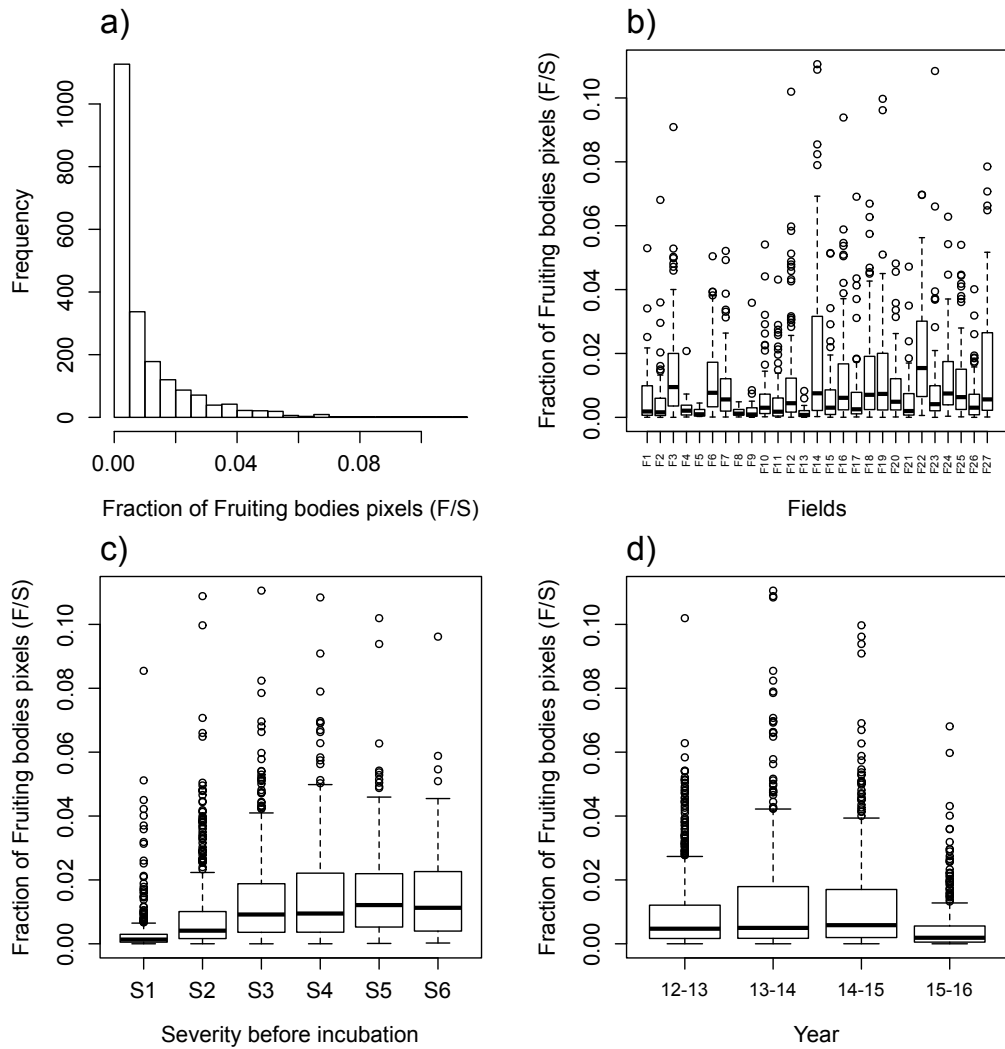 a)
Frequency
1000
800
600
400
200
0
0.00 0.04 0.08
Fraction of Fruiting bodies pixels (F/S)
b)
Fraction of Fruiting bodies pixels (F/S)
0.10
0.08
0.06
0.04
0.02
0.00
F1 F2 F3 F4 F5 F6 F7 F8 F9 F10 F11 F12 F13 F14 F15 F16 F17 F18 F19 F20 F21 F22 F23 F24 F25 F26 F27
Fields
c)
Fraction of Fruiting bodies pixels (F/S)
0.10
0.08
0.06
0.04
0.02
0.00
S1 S2 S3 S4 S5 S6
Severity before incubation
d)
Fraction of Fruiting bodies pixels (F/S)
0.10
0.08
0.06
0.04
0.02
0.00
12-13 13-14 14-15 15-16
Year